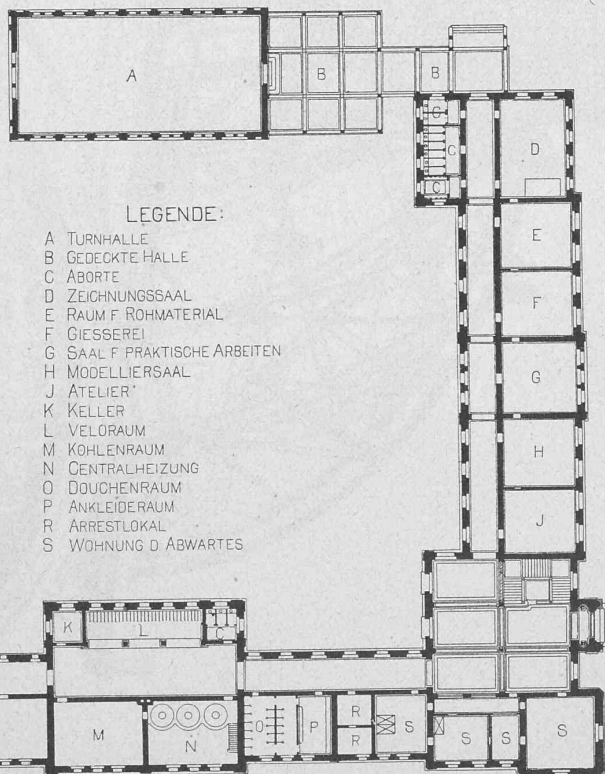 A
B
B
C
C
C
D
LEGENDE:
A TURNHALLE
B GEDECKTE HALLE
C ABORTE
D ZEICHNUNGSSAAL
E RAUM F ROHMATERIAL
F GIESSEREI
G SAAL F PRAKTISCHE ARBEITEN
H MODELLIERSAAL
J ATELIER
K KELLER
L VELORAUM
M KOHLENRAUM
N CENTRALHEIZUNG
O DOUCHENRAUM
P ANKLEIDERAUM
R ARRESTLOKAL
S WOHNUNG D ABWARTES
E
F
G
H
J
K
L
C
M
N
O
P
R
R
S
S
S
S